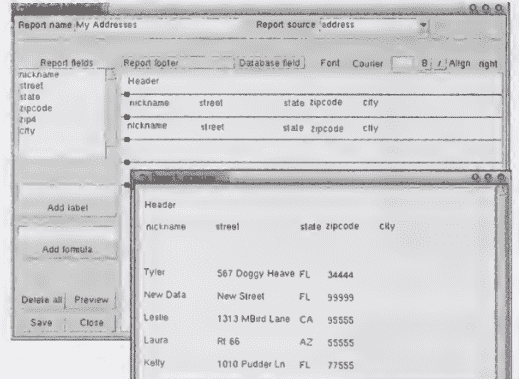 Report name My Addresses Report source address
Report fields Report footer Database field Font Courier B I Align right
nickname
street
state
zipcode
zip4
city
Header
nickname street state zipcode city
nickname street state zipcode city
Add label
Add formula
Delete all Preview
Save Close
Header
nickname street state zipcode city
Tyler 567 Doggy Heave FL 34444
New Data New Street FL 99999
Leslie 1313 MBird Lane CA 95555
Laura Rt 66 AZ 55555
Kelly 1010 Pudder Ln FL 77555